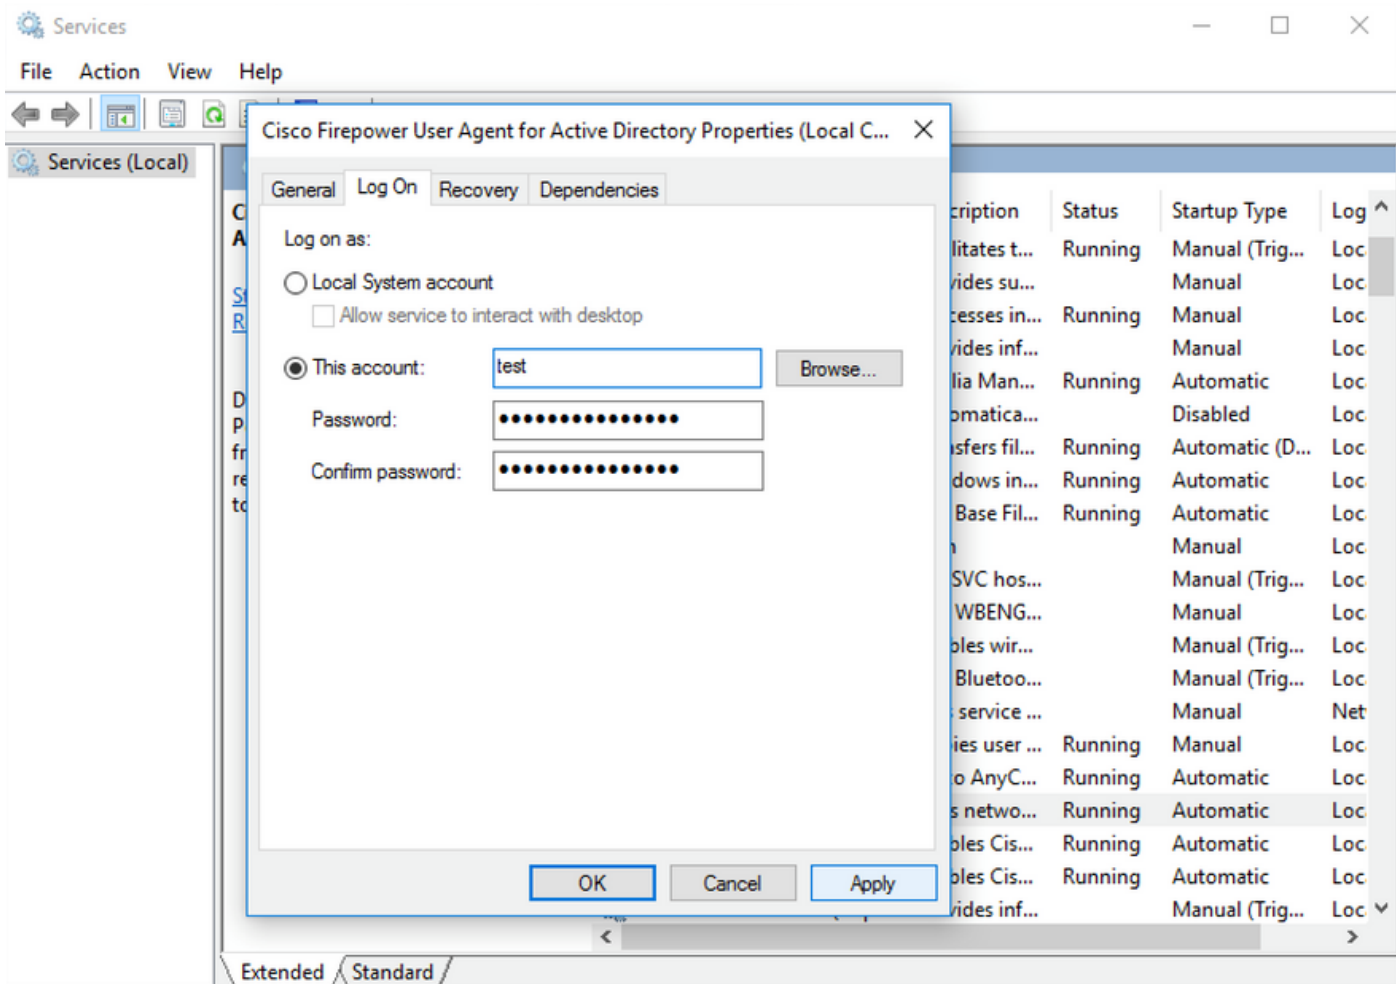 Services
File Action View Help
Services (Local)
Cisco Firepower User Agent for Active Directory Properties (Local C...
General Log On Recovery Dependencies
Log on as:
Local System account
Allow service to interact with desktop
This account: test Browse...
Password: ●●●●●●●●●●●●●●●
Confirm password: ●●●●●●●●●●●●●●●
OK Cancel Apply
cription Status Startup Type Log
litates t... Running Manual (Trig... Loc
vides su... Manual Loc
cesses in... Running Manual Loc
vides inf... Manual Loc
lia Man... Running Automatic Loc
omatica... Disabled Loc
nsfers fil... Running Automatic (D... Loc
dows in... Running Automatic Loc
Base Fil... Running Automatic Loc
Manual Loc
SVC hos... Manual (Trig... Loc
WBENG... Manual Loc
bles wir... Manual (Trig... Loc
Bluetoo... Manual (Trig... Loc
service ... Manual Net
ies user ... Running Manual Loc
o AnyC... Running Automatic Loc
s netwo... Running Automatic Loc
bles Cis... Running Automatic Loc
bles Cis... Running Automatic Loc
vides inf... Manual (Trig... Loc
Extended Standard